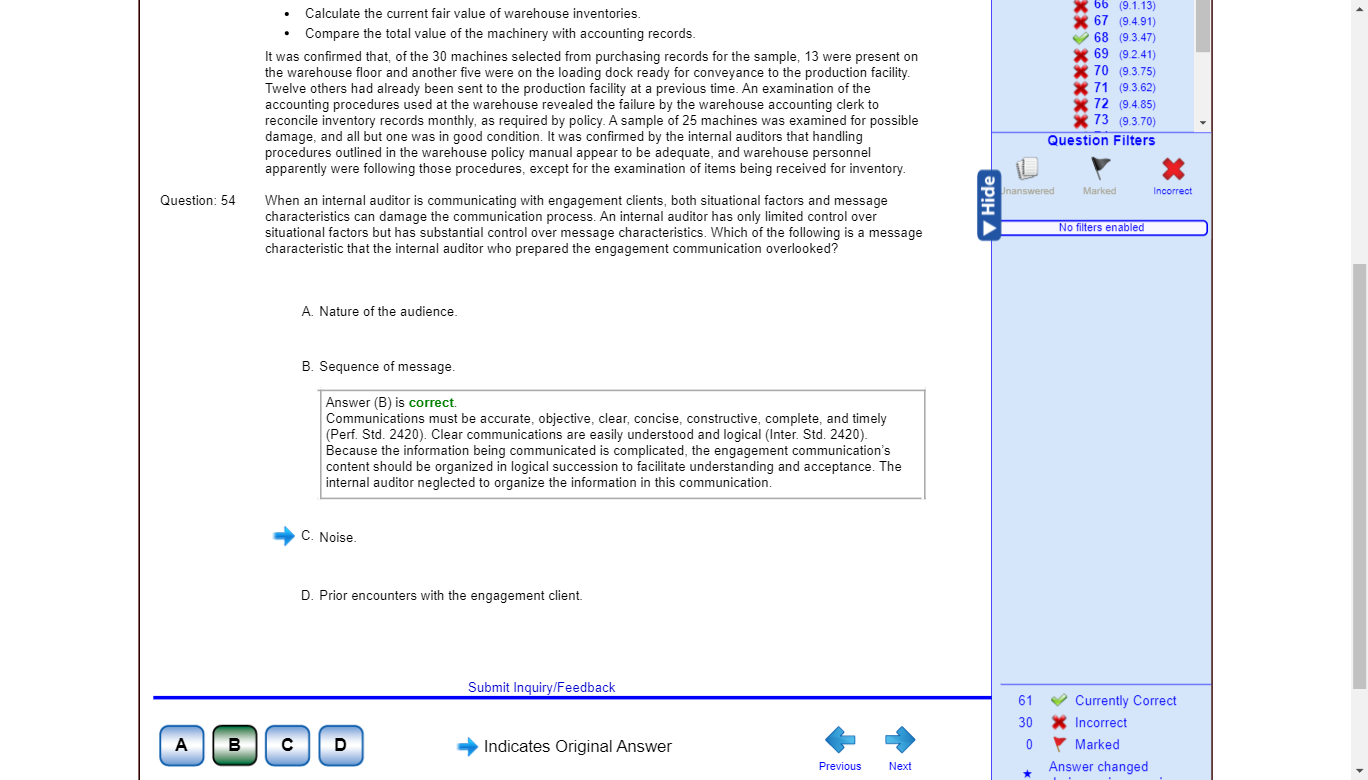 • Calculate the current fair value of warehouse inventories.
• Compare the total value of the machinery with accounting records.
It was confirmed that, of the 30 machines selected from purchasing records for the sample, 13 were present on
the warehouse floor and another five were on the loading dock ready for conveyance to the production facility.
Twelve others had already been sent to the production facility at a previous time. An examination of the
accounting procedures used at the warehouse revealed the failure by the warehouse accounting clerk to
reconcile inventory records monthly, as required by policy. A sample of 25 machines was examined for possible
damage, and all but one was in good condition. It was confirmed by the internal auditors that handling
procedures outlined in the warehouse policy manual appear to be adequate, and warehouse personnel
apparently were following those procedures, except for the examination of items being received for inventory.
Question: 54
When an internal auditor is communicating with engagement clients, both situational factors and message
characteristics can damage the communication process. An internal auditor has only limited control over
situational factors but has substantial control over message characteristics. Which of the following is a message
characteristic that the internal auditor who prepared the engagement communication overlooked?
A. Nature of the audience.
B. Sequence of message.
Answer (B) is correct.
Communications must be accurate, objective, clear, concise, constructive, complete, and timely
(Perf. Std. 2420). Clear communications are easily understood and logical (Inter. Std. 2420).
Because the information being communicated is complicated, the engagement communication's
content should be organized in logical succession to facilitate understanding and acceptance. The
internal auditor neglected to organize the information in this communication.
C. Noise.
D. Prior encounters with the engagement client.
Submit Inquiry/Feedback
A B C D
Indicates Original Answer
Previous Next
66 (9.1.13)
67 (9.4.91)
68 (9.3.47)
69 (9.2.41)
70 (9.3.75)
71 (9.3.62)
72 (9.4.85)
73 (9.3.70)
Question Filters
Unanswered Marked Incorrect
Hide
No filters enabled
61 Currently Correct
30 Incorrect
0 Marked
Answer changed